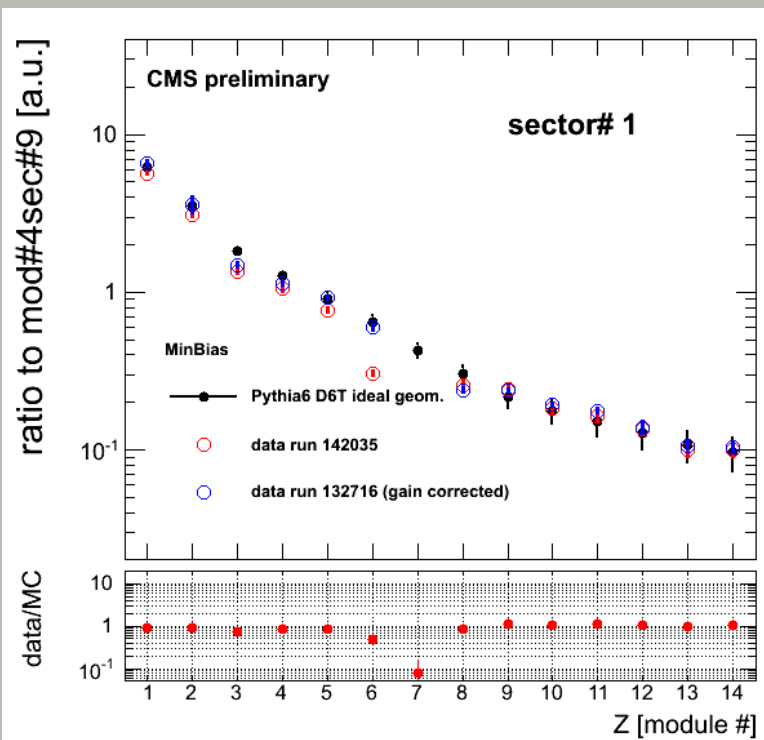 ratio to mod#4sec#9 [a.u.]
CMS preliminary
sector# 1
10
1
10-1
MinBias
Pythia6 D6T ideal geom.
data run 142035
data run 132716 (gain corrected)
data/MC
10
1
10-1
1 2 3 4 5 6 7 8 9 10 11 12 13 14
Z [module #]